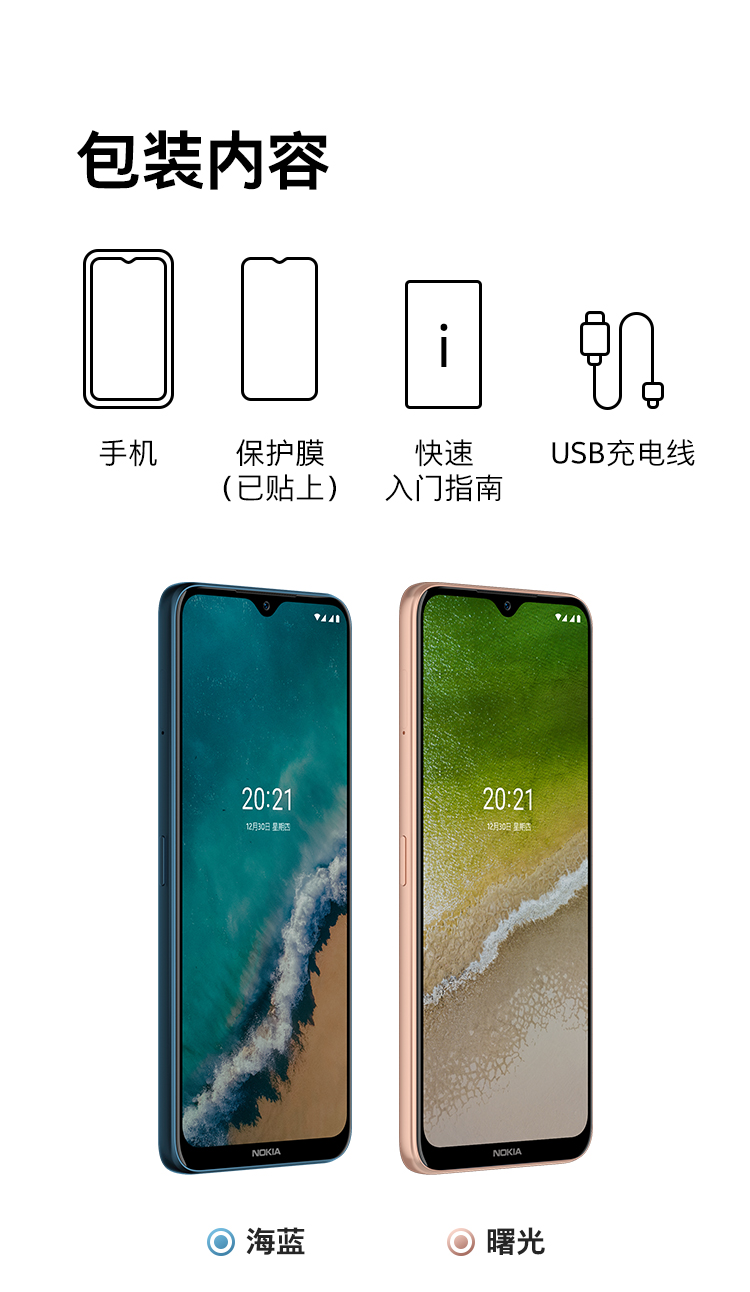 包装内容
i
手机
保护膜
（已贴上）
快速
入门指南
USB充电线
20:21
12月30日 星期四
NOKIA
20:21
12月30日 星期四
NOKIA
海蓝
曙光